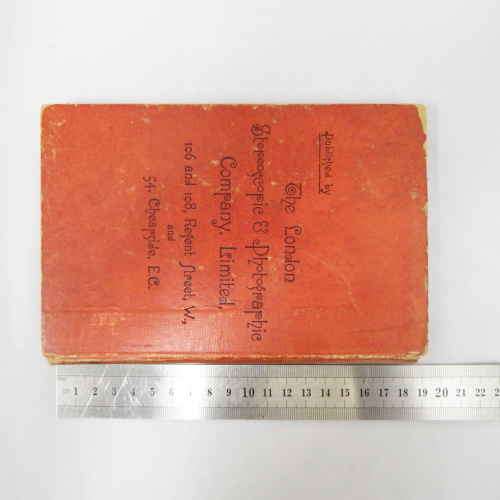 Published by
The London
Stereoscopic & Photographic
Company, Limited,
106 and 108, Regent Street, W.,
and
54, Cheapside, E.C.
1 2 3 4 5 6 7 8 9 10 11 12 13 14 15 16 17 18 19 20 21 22